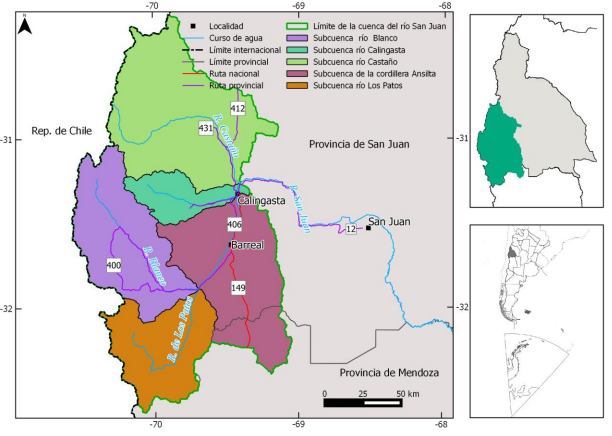 -70
-69
-68
N
Localidad
Curso de agua
Límite internacional
Límite provincial
Ruta nacional
Ruta provincial
Límite de la cuenca del río San Juan
Subcuenca río Blanco
Subcuenca río Calingasta
Subcuenca río Castaño
Subcuenca de la cordillera Ansilta
Subcuenca río Los Patos
412
431
R. Castaño
Rep. de Chile
Provincia de San Juan
-31
-31
Calingasta
R. San Juan
San Juan
12
406
Barreal
R. Blanco
400
149
R. de Los Patos
-32
-32
Provincia de Mendoza
0 25 50 km
-70
-69
-68